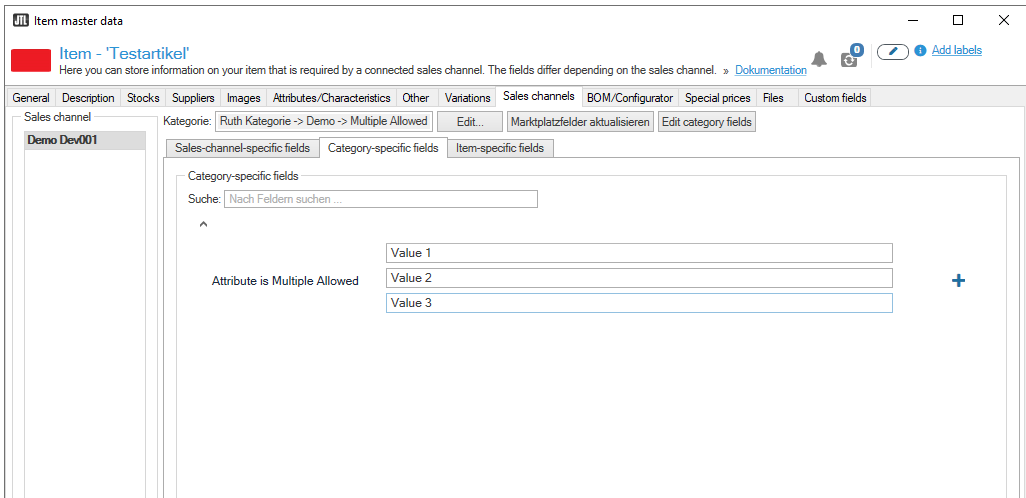 JTL Item master data
Item - 'Testartikel' 0 Add labels
Here you can store information on your item that is required by a connected sales channel. The fields differ depending on the sales channel. » Dokumentation
General Description Stocks Suppliers Images Attributes/Characteristics Other Variations Sales channels BOM/Configurator Special prices Files Custom fields
Sales channel
Demo Dev001
Kategorie: Ruth Kategorie -> Demo -> Multiple Allowed Edit... Marktplatzfelder aktualisieren Edit category fields
Sales-channel-specific fields Category-specific fields Item-specific fields
Category-specific fields
Suche: Nach Feldern suchen ...
Value 1
Attribute is Multiple Allowed Value 2
Value 3